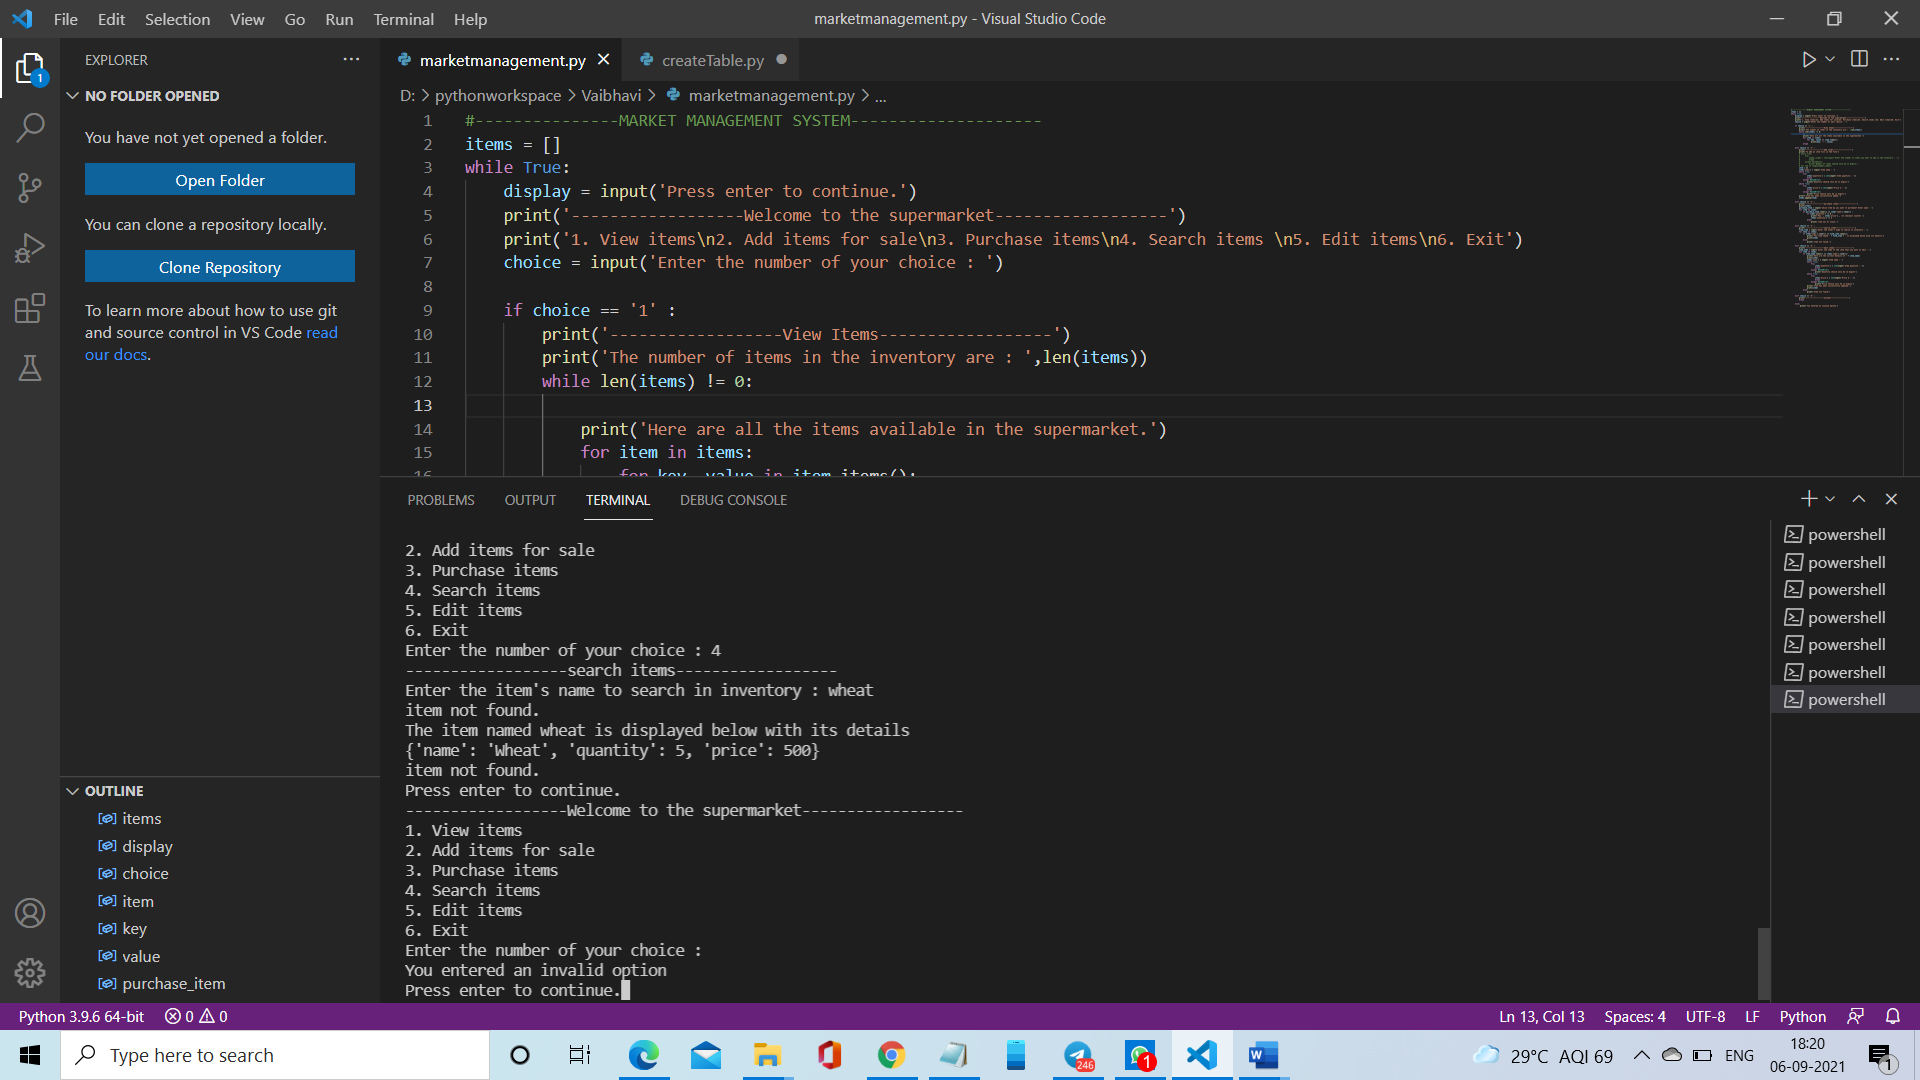 File Edit Selection View Go Run Terminal Help
marketmanagement.py - Visual Studio Code
EXPLORER
NO FOLDER OPENED
You have not yet opened a folder.
Open Folder
You can clone a repository locally.
Clone Repository
To learn more about how to use git
and source control in VS Code read
our docs.
OUTLINE
items
display
choice
item
key
value
purchase_item
marketmanagement.py
createTable.py
D: > pythonworkspace > Vaibhavi > marketmanagement.py > ...
1 #---------------MARKET MANAGEMENT SYSTEM--------------------
2 items = []
3 while True:
4 display = input('Press enter to continue.')
5 print('------------------Welcome to the supermarket------------------')
6 print('1. View items\n2. Add items for sale\n3. Purchase items\n4. Search items \n5. Edit items\n6. Exit')
7 choice = input('Enter the number of your choice : ')
8
9 if choice == '1' :
10 print('------------------View Items------------------')
11 print('The number of items in the inventory are : ',len(items))
12 while len(items) != 0:
13
14 print('Here are all the items available in the supermarket.')
15 for item in items:
16 for key, value in item.items():
PROBLEMS OUTPUT TERMINAL DEBUG CONSOLE
2. Add items for sale
3. Purchase items
4. Search items
5. Edit items
6. Exit
Enter the number of your choice : 4
------------------search items------------------
Enter the item's name to search in inventory : wheat
item not found.
The item named wheat is displayed below with its details
{'name': 'Wheat', 'quantity': 5, 'price': 500}
item not found.
Press enter to continue.
------------------Welcome to the supermarket------------------
1. View items
2. Add items for sale
3. Purchase items
4. Search items
5. Edit items
6. Exit
Enter the number of your choice :
You entered an invalid option
Press enter to continue.
powershell
powershell
powershell
powershell
powershell
powershell
powershell
Python 3.9.6 64-bit 0 0
Ln 13, Col 13 Spaces: 4 UTF-8 LF Python
Type here to search
246
1
29°C AQI 69
ENG
18:20
06-09-2021
1